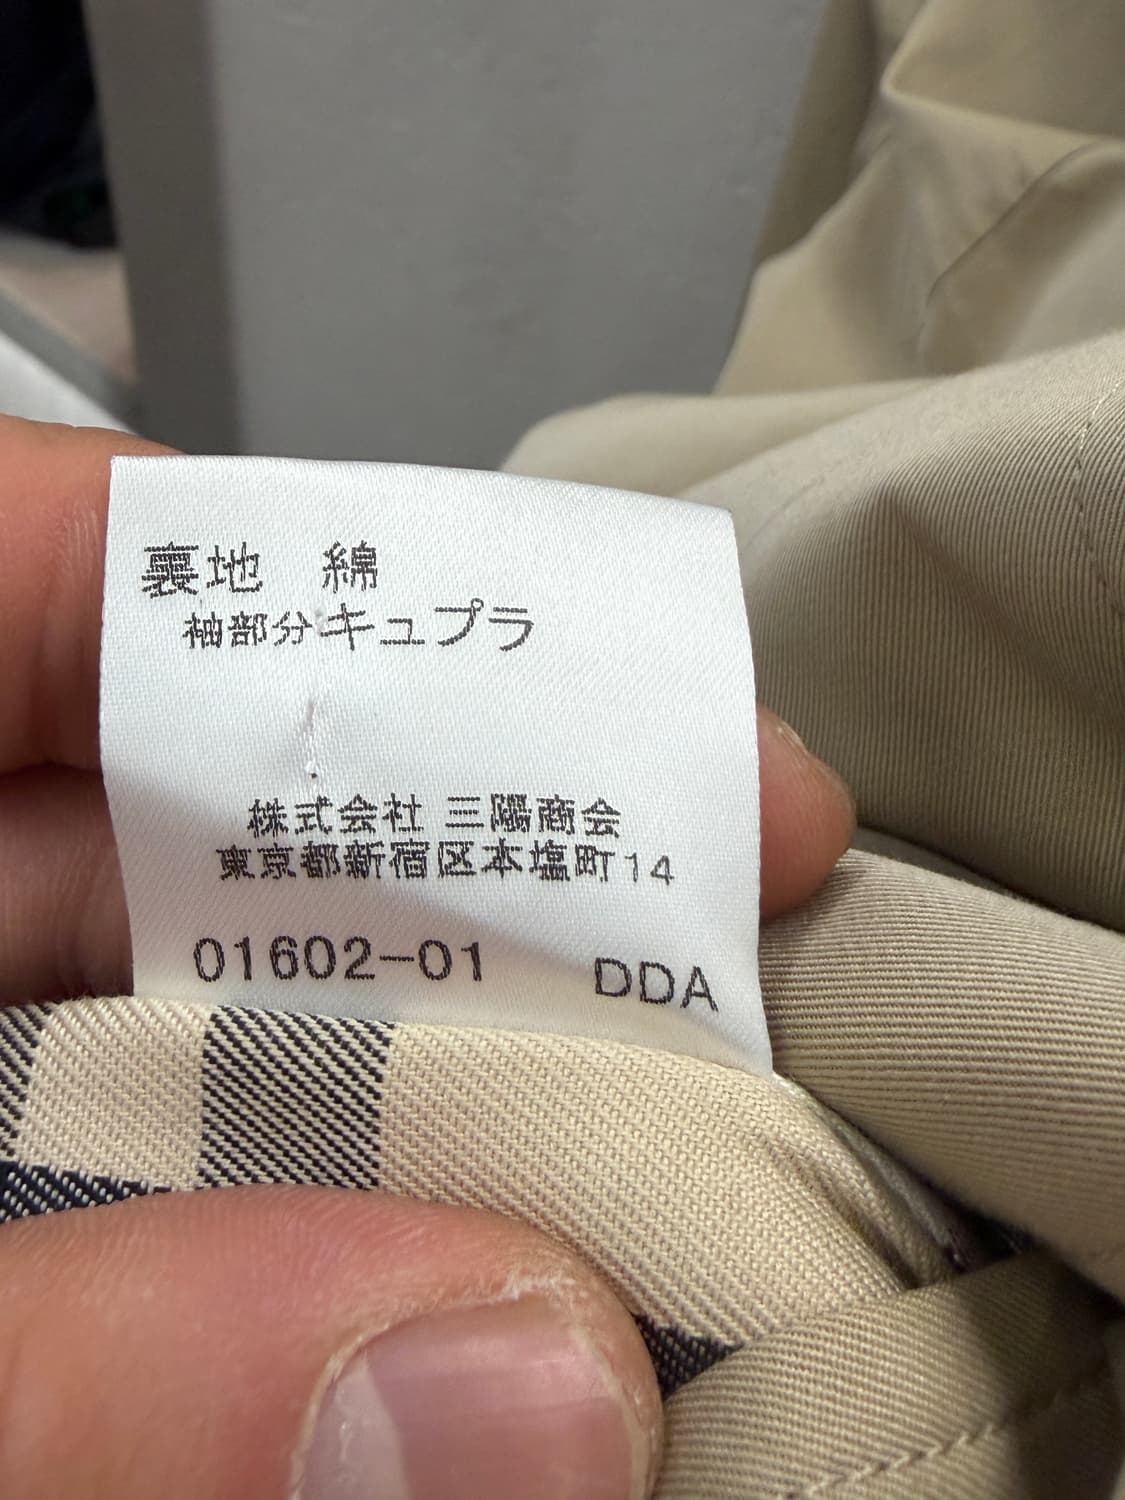 裏地　綿
袖部分キュプラ
株式会社 三陽商会
東京都新宿区本塩町14
01602-01 DDA